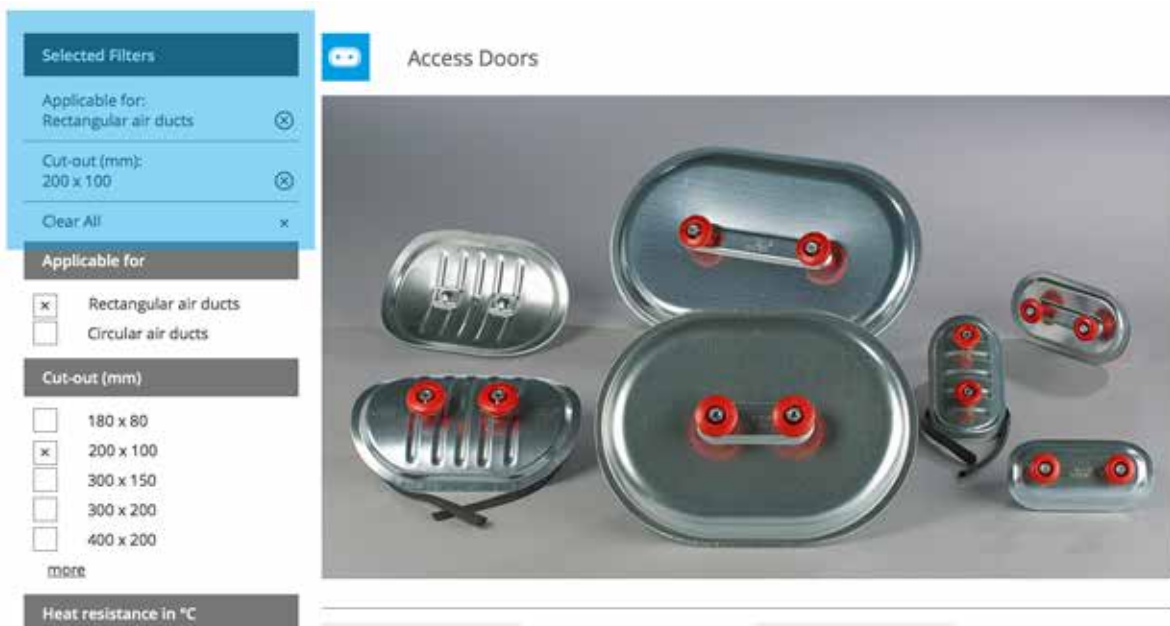 Selected Filters
Applicable for:
Rectangular air ducts
Cut-out (mm):
200 x 100
Clear All
Applicable for
Rectangular air ducts
Circular air ducts
Cut-out (mm)
180 x 80
200 x 100
300 x 150
300 x 200
400 x 200
more
Heat resistance in °C
Access Doors